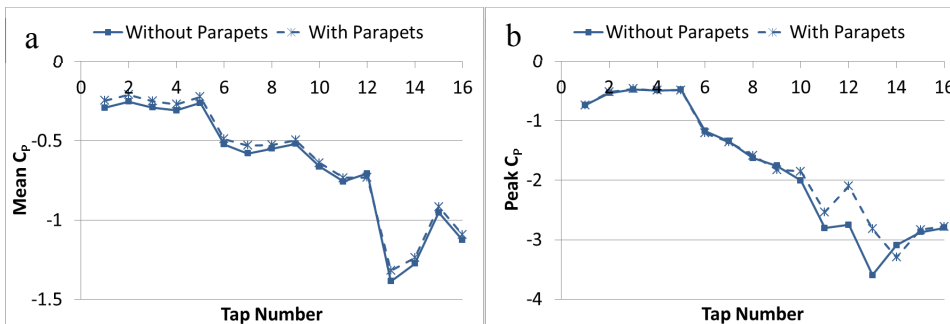 a
Without Parapets
With Parapets
0
0 2 4 6 8 10 12 14 16
-0.5
-1
-1.5
Mean CP
Tap Number
b
Without Parapets
With Parapets
0
0 2 4 6 8 10 12 14 16
-1
-2
-3
-4
Peak CP
Tap Number